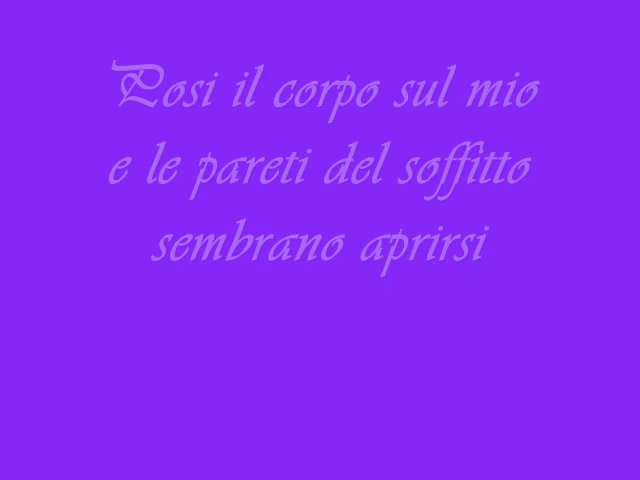 Posi il corpo sul mio
e le pareti del soffitto
sembrano aprirsi